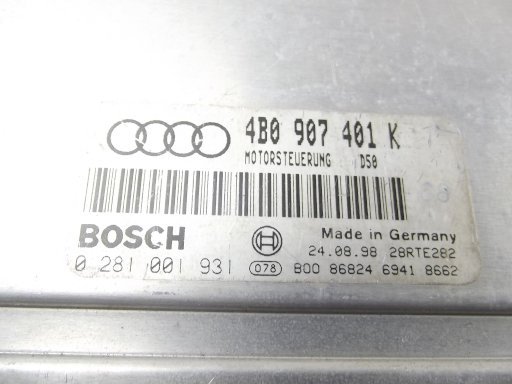 4B0 907 401 K
MOTORSTEUERUNG D50
BOSCH
Made in Germany
24.08.98 28RTE282
0 281 001 931 078 800 86824 6941 8662